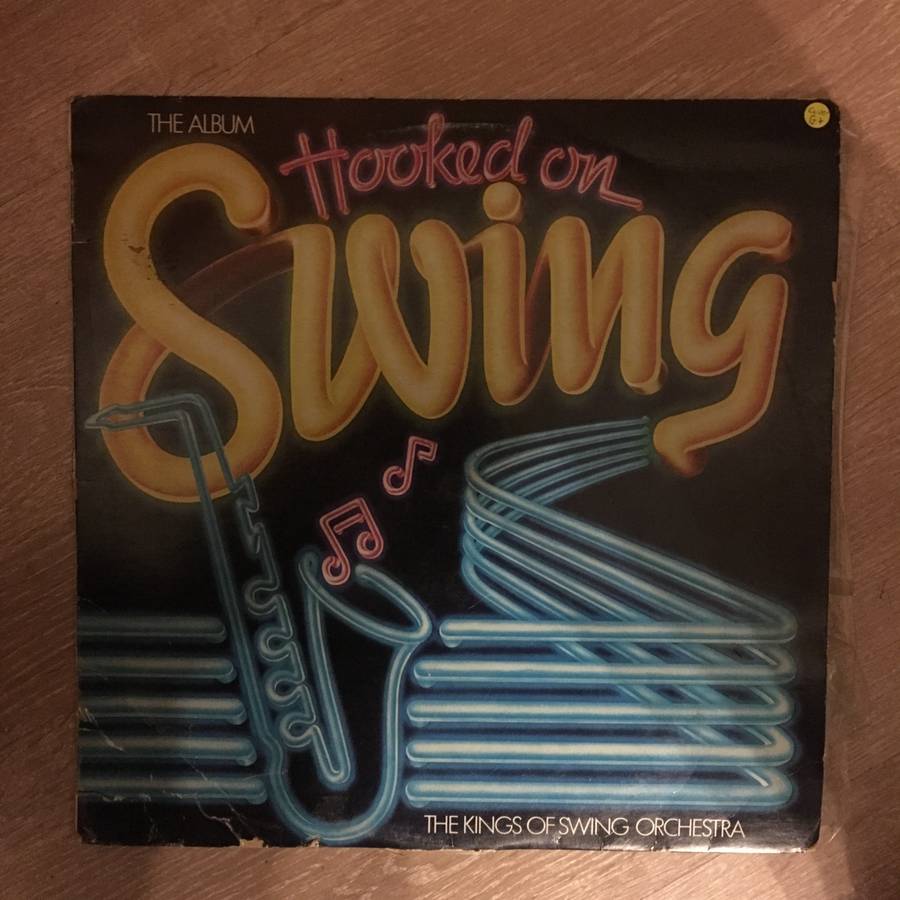 THE ALBUM
Hooked on
Swing
THE KINGS OF SWING ORCHESTRA